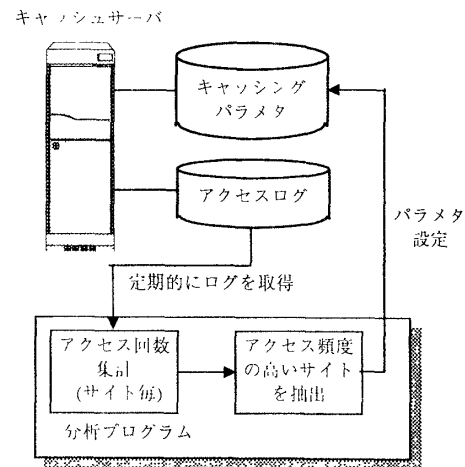 キャッシュサーバ
キャッシング
パラメタ
アクセスログ
パラメタ
設定
定期的にログを取得
アクセス回数
集計
(サイト毎)
アクセス頻度
の高いサイト
を抽出
分析プログラム